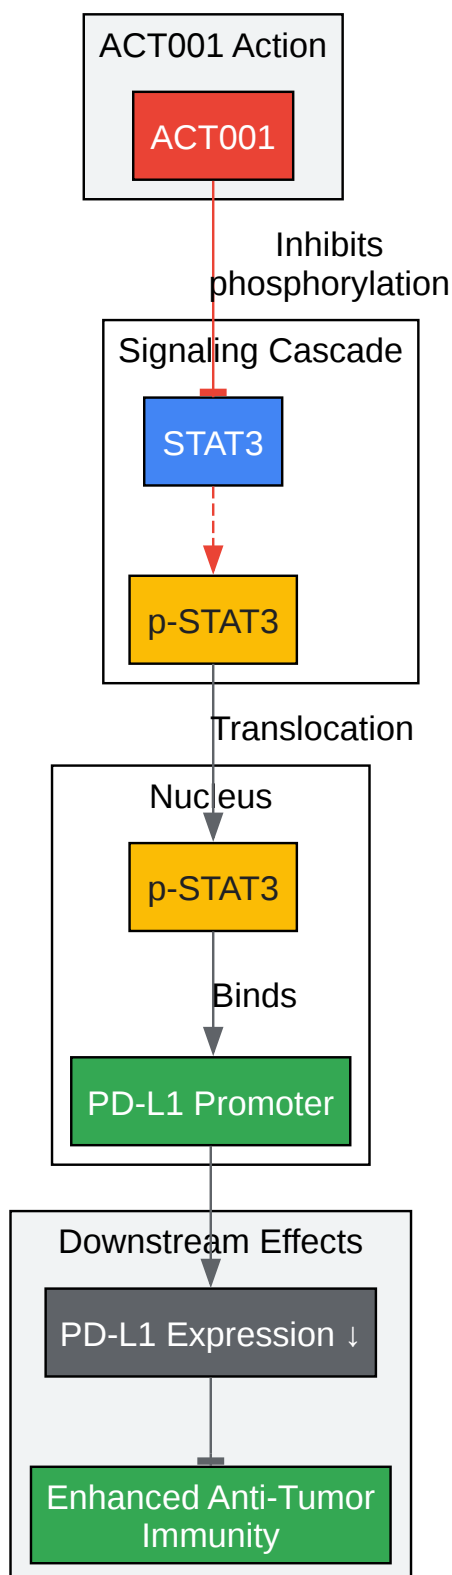 ACT001 Action
ACT001
Inhibits
phosphorylation
Signaling Cascade
STAT3
p-STAT3
Translocation
Nucleus
p-STAT3
Binds
PD-L1 Promoter
Downstream Effects
PD-L1 Expression ↓
Enhanced Anti-Tumor
Immunity